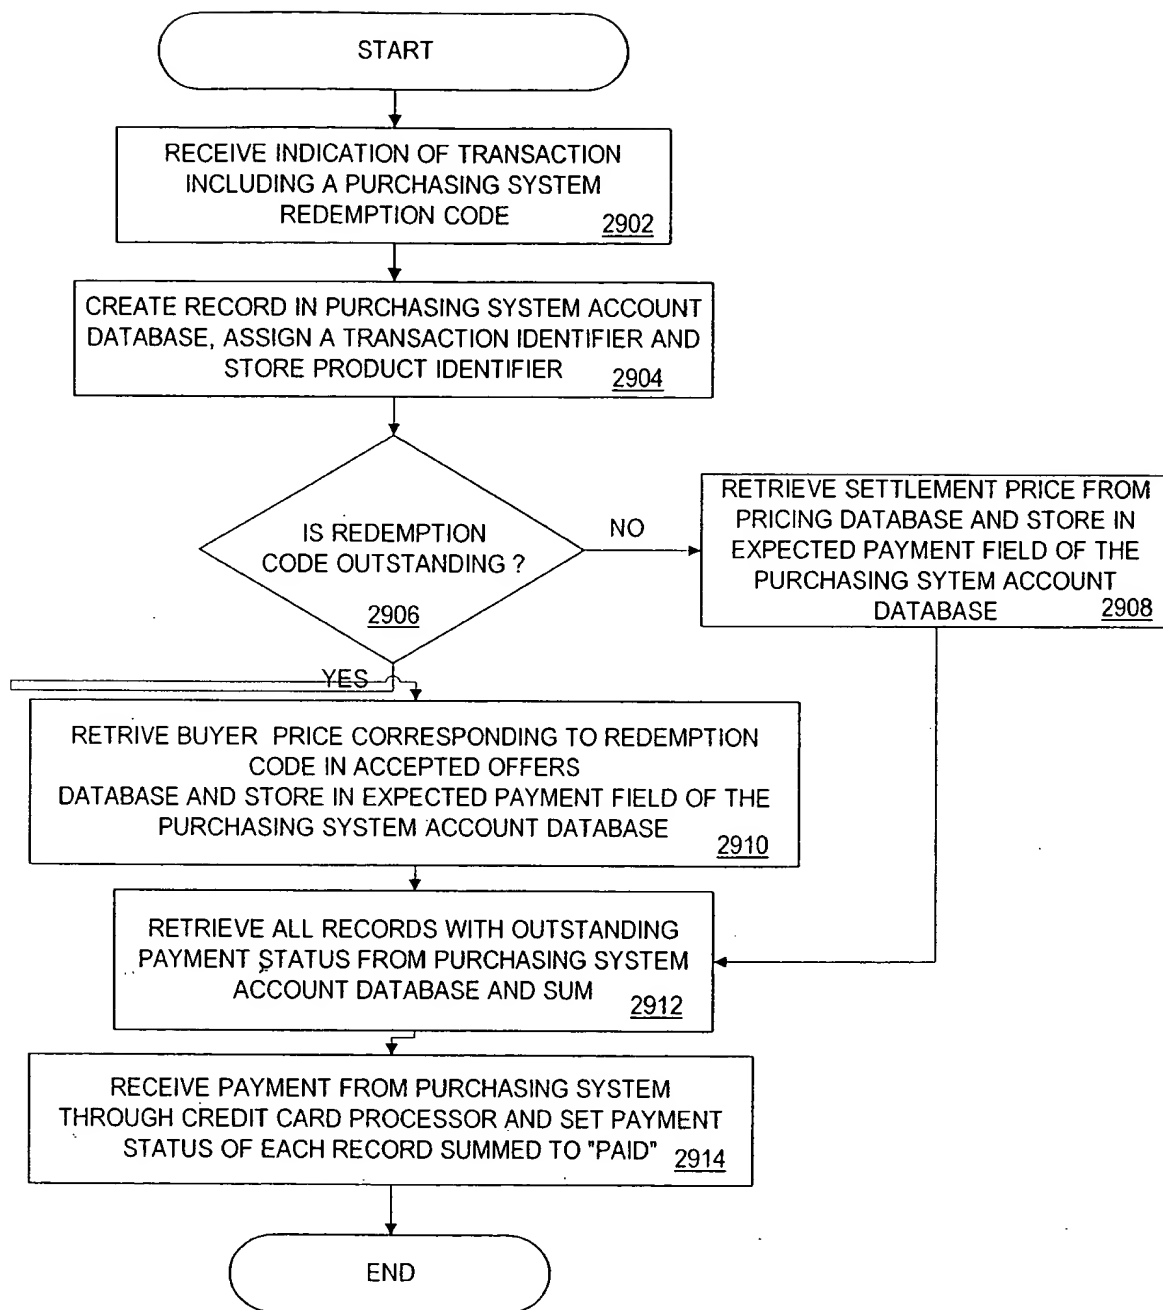 START
RECEIVE INDICATION OF TRANSACTION
INCLUDING A PURCHASING SYSTEM
REDEMPTION CODE
2902
CREATE RECORD IN PURCHASING SYSTEM ACCOUNT
DATABASE, ASSIGN A TRANSACTION IDENTIFIER AND
STORE PRODUCT IDENTIFIER
2904
IS REDEMPTION
CODE OUTSTANDING ?
2906
NO
RETRIEVE SETTLEMENT PRICE FROM
PRICING DATABASE AND STORE IN
EXPECTED PAYMENT FIELD OF THE
PURCHASING SYTEM ACCOUNT
DATABASE
2908
YES
RETRIVE BUYER PRICE CORRESPONDING TO REDEMPTION
CODE IN ACCEPTED OFFERS
DATABASE AND STORE IN EXPECTED PAYMENT FIELD OF THE
PURCHASING SYSTEM ACCOUNT DATABASE
2910
RETRIEVE ALL RECORDS WITH OUTSTANDING
PAYMENT STATUS FROM PURCHASING SYSTEM
ACCOUNT DATABASE AND SUM
2912
RECEIVE PAYMENT FROM PURCHASING SYSTEM
THROUGH CREDIT CARD PROCESSOR AND SET PAYMENT
STATUS OF EACH RECORD SUMMED TO "PAID"
2914
END